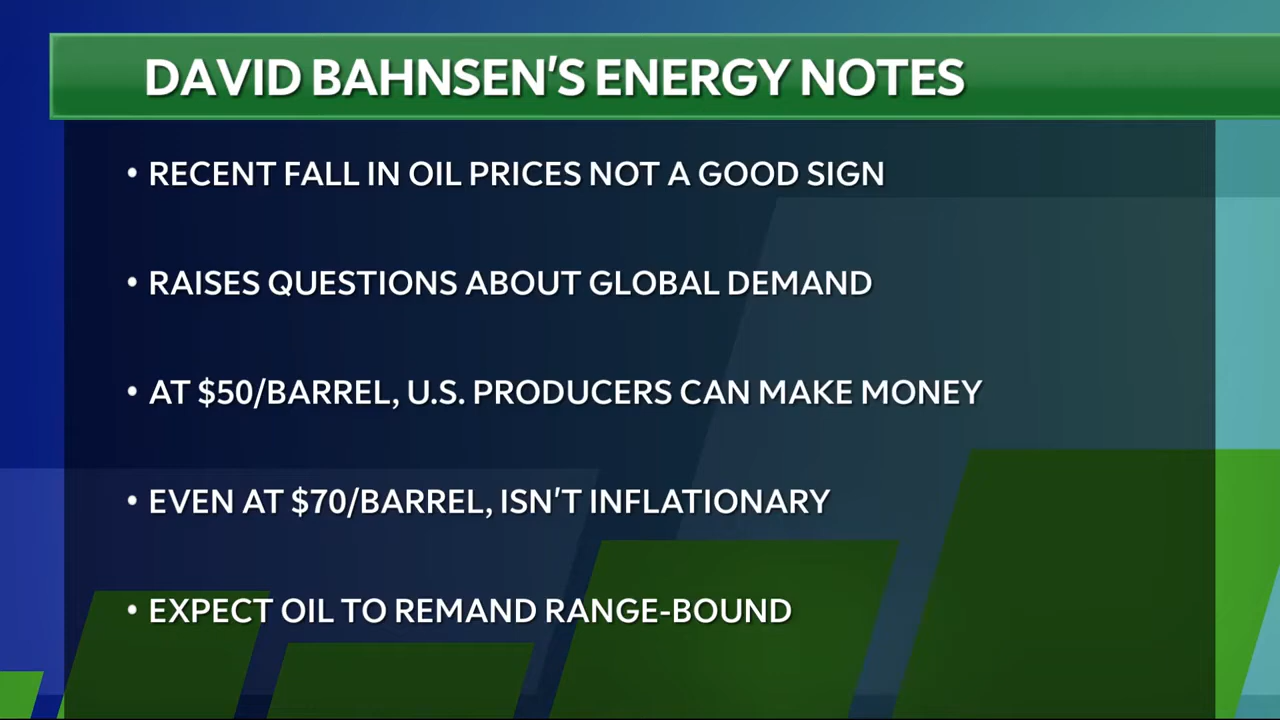 DAVID BAHNSEN'S ENERGY NOTES
• RECENT FALL IN OIL PRICES NOT A GOOD SIGN
• RAISES QUESTIONS ABOUT GLOBAL DEMAND
• AT $50/BARREL, U.S. PRODUCERS CAN MAKE MONEY
• EVEN AT $70/BARREL, ISN'T INFLATIONARY
• EXPECT OIL TO REMAND RANGE-BOUND